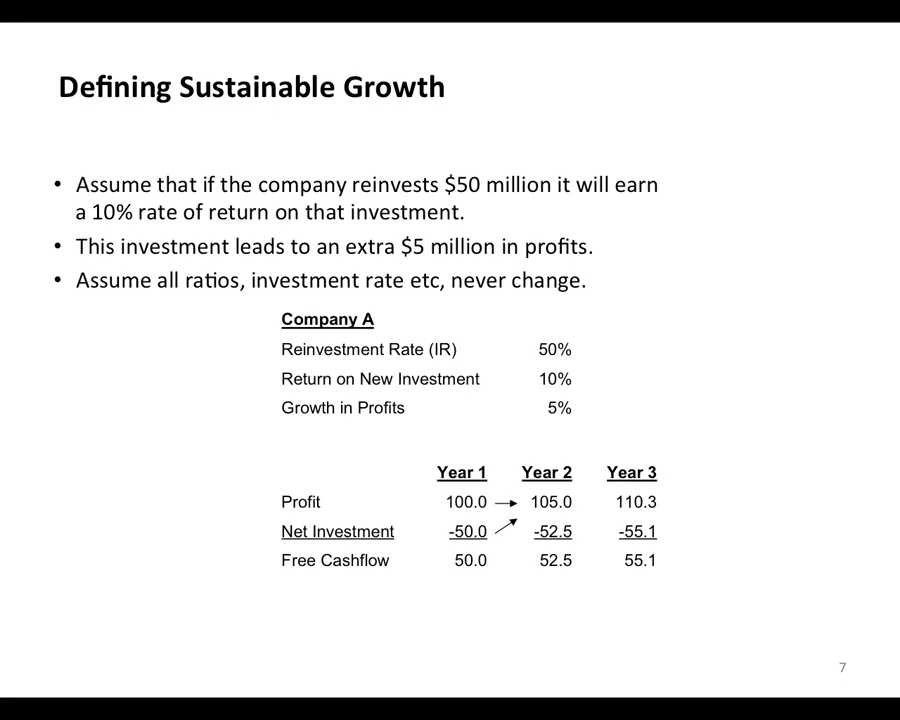 Defining Sustainable Growth
• Assume that if the company reinvests $50 million it will earn
a 10% rate of return on that investment.
• This investment leads to an extra $5 million in profits.
• Assume all ratios, investment rate etc, never change.
Company A
Reinvestment Rate (IR) 50%
Return on New Investment 10%
Growth in Profits 5%
Year 1 Year 2 Year 3
Profit 100.0 105.0 110.3
Net Investment -50.0 -52.5 -55.1
Free Cashflow 50.0 52.5 55.1
7